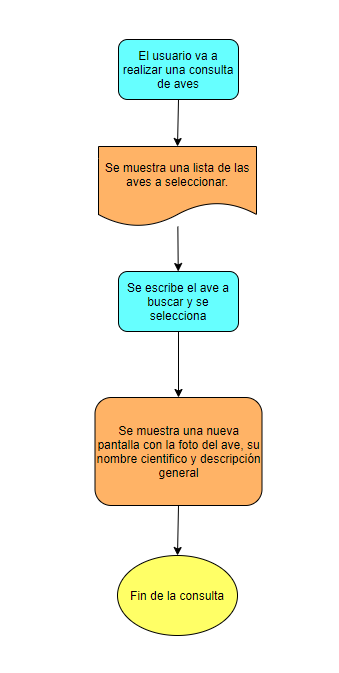 El usuario va a
realizar una consulta
de aves
Se muestra una lista de las
aves a seleccionar.
Se escribe el ave a
buscar y se
selecciona
Se muestra una nueva
pantalla con la foto del ave, su
nombre cientifico y descripción
general
Fin de la consulta